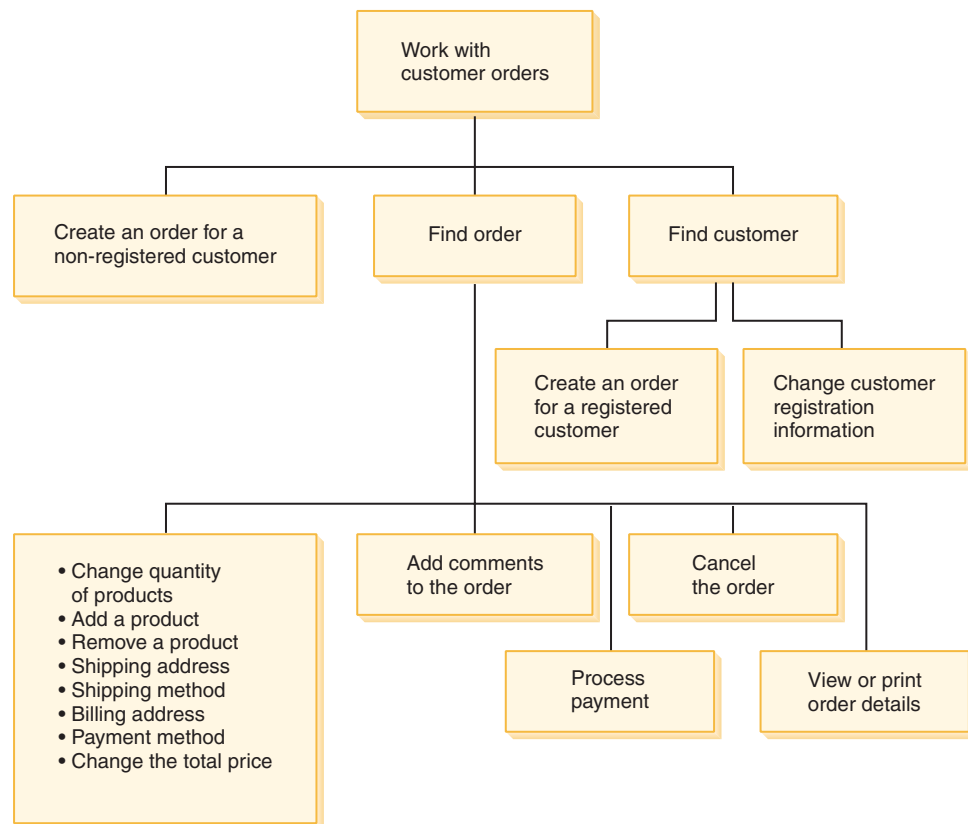 Work with
customer orders
Create an order for a
non-registered customer
Find order
Find customer
Create an order
for a registered
customer
Change customer
registration
information
• Change quantity
of products
• Add a product
• Remove a product
• Shipping address
• Shipping method
• Billing address
• Payment method
• Change the total price
Add comments
to the order
Cancel
the order
Process
payment
View or print
order details